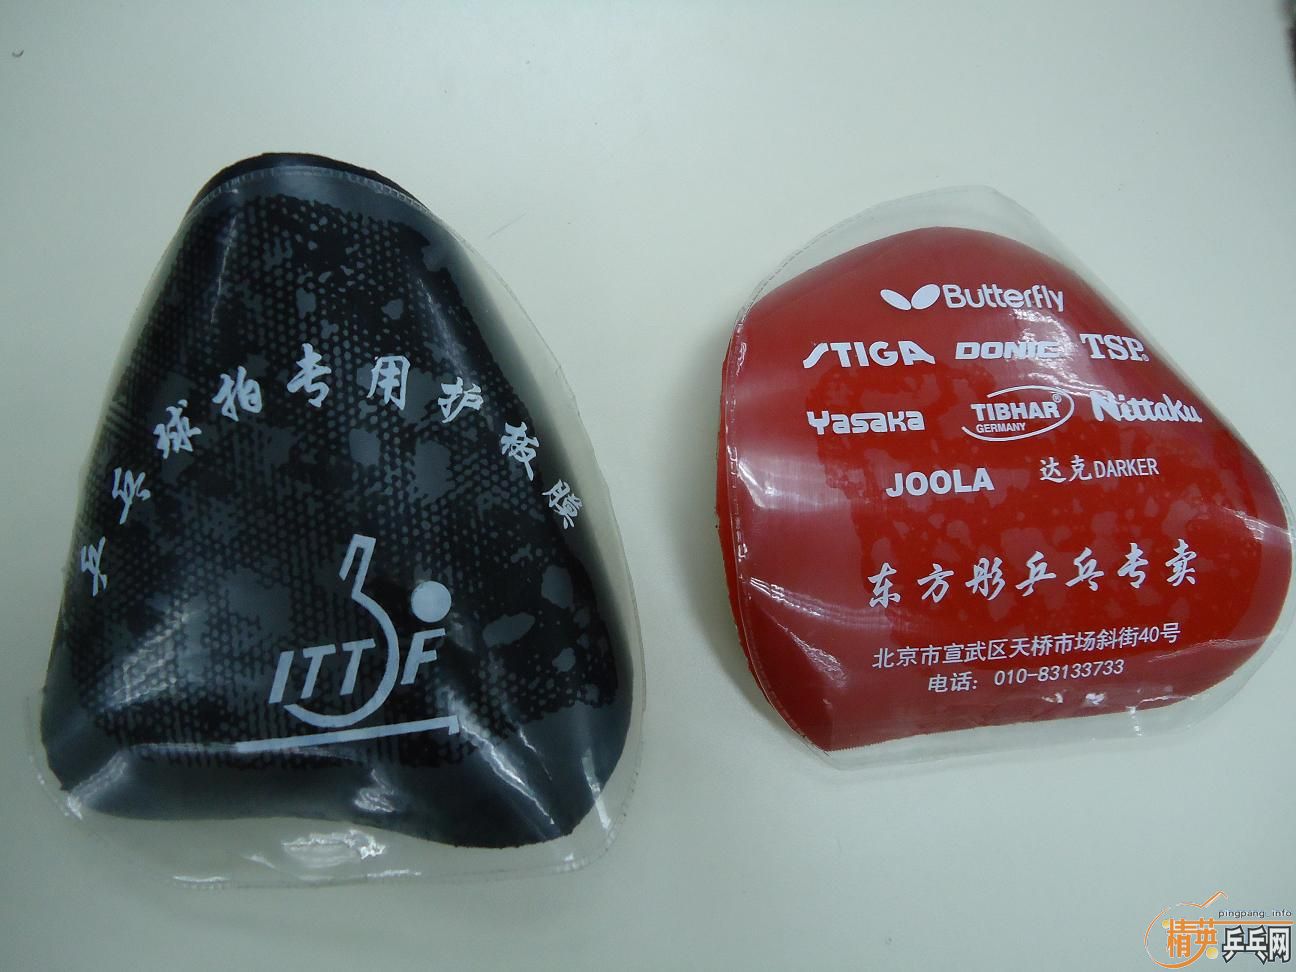 乒乓球拍专用护板膜
ITTF
Butterfly
STIGA DONIC TSP®
Yasaka TIBHAR® Nittaku
GERMANY
JOOLA 达克DARKER
东方彤乒乓专卖
北京市宣武区天桥市场斜街40号
电话：010-83133733
pingpang.info
精英乒乓网